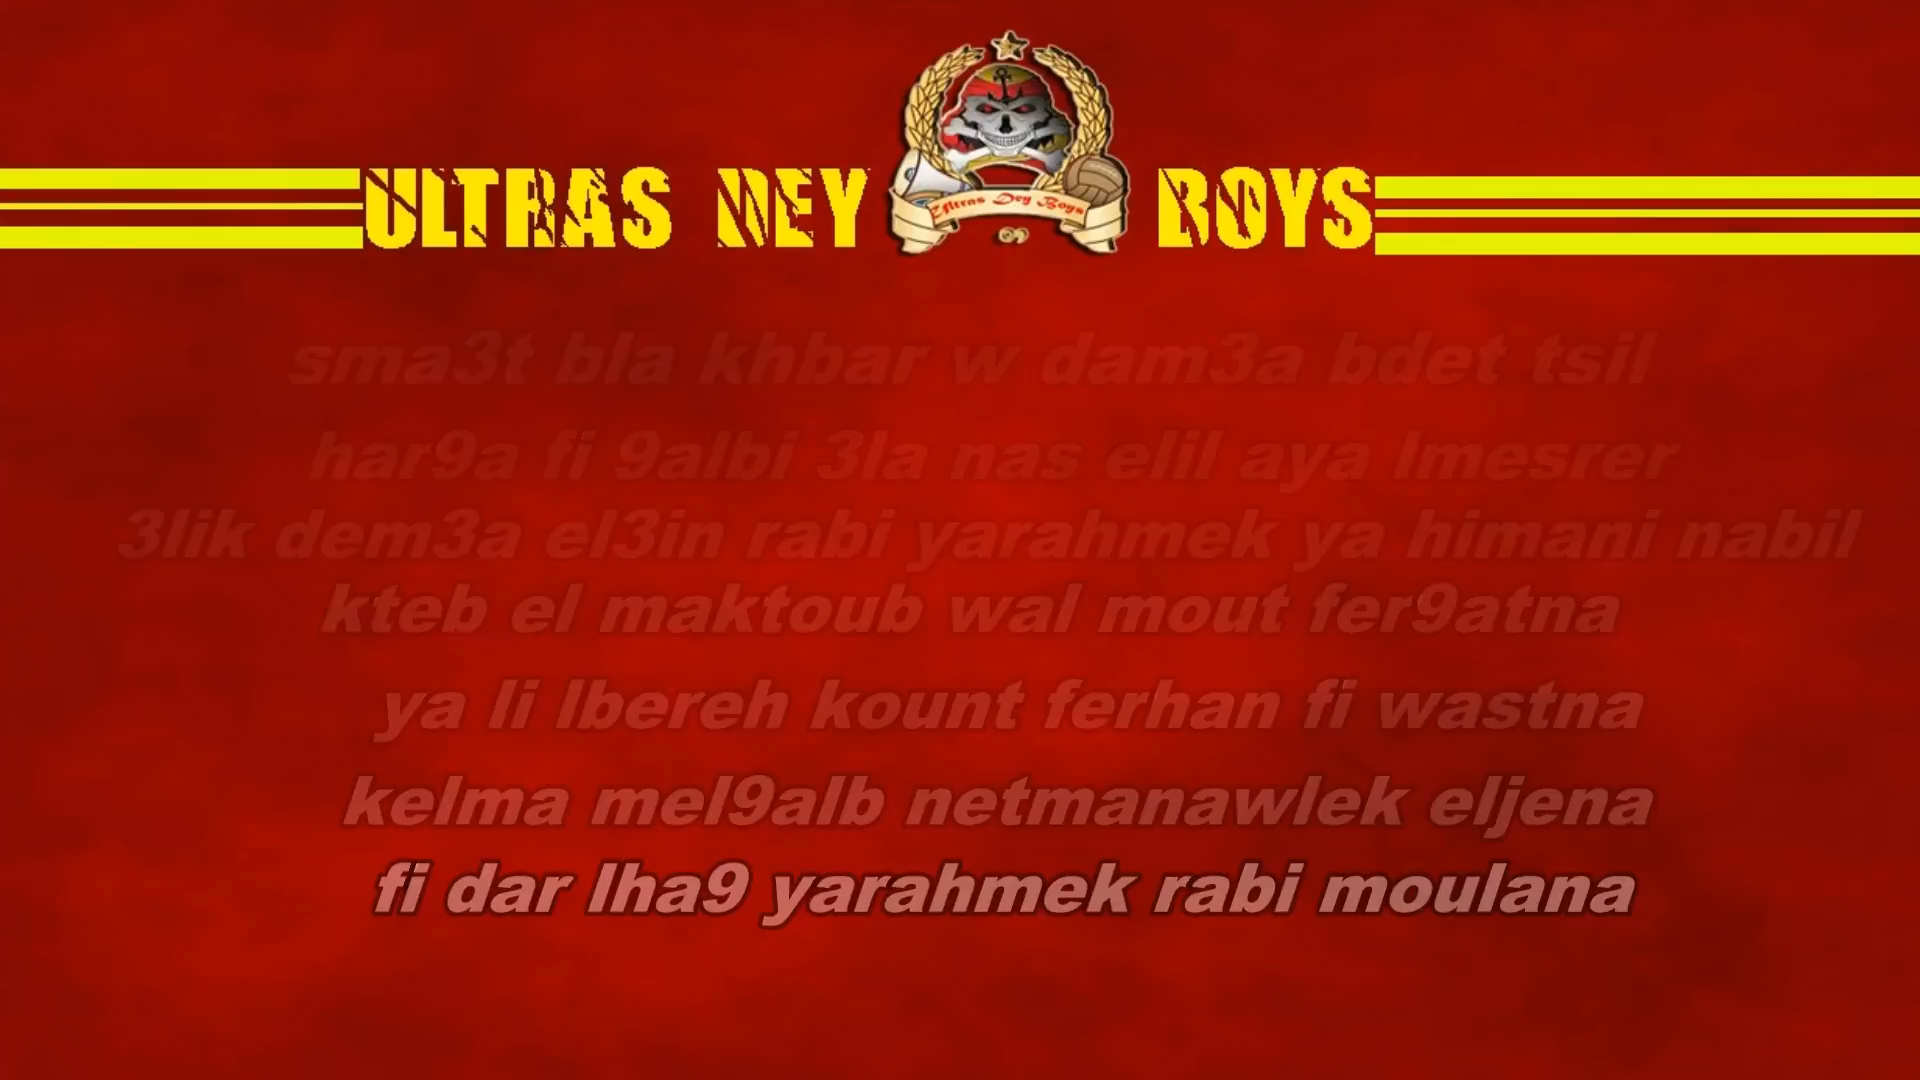 ULTRAS DEY BOYS
Ultras Dey Boys
09
sma3t bla khbar w dam3a bdet tsil
har9a fi 9albi 3la nas elil aya lmesrer
3lik dem3a el3in rabi yarahmek ya himani nabil
kteb el maktoub wal mout fer9atna
ya li lbereh kount ferhan fi wastna
kelma mel9alb netmanawlek eljena
fi dar lha9 yarahmek rabi moulana